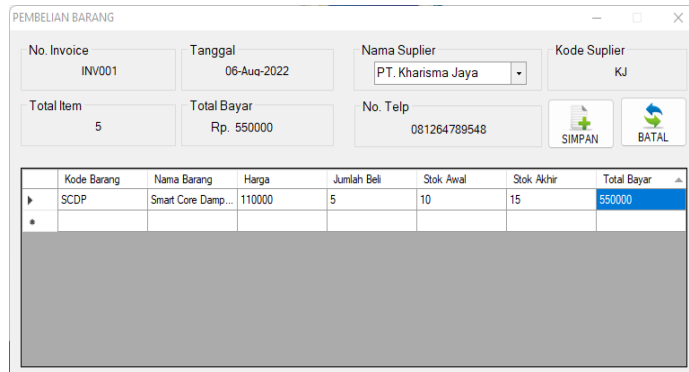 PEMBELIAN BARANG
No. Invoice Tanggal Nama Suplier Kode Suplier
INV001 06-Aug-2022 PT. Kharisma Jaya KJ
Total Item Total Bayar No. Telp
5 Rp. 550000 081264789548
SIMPAN BATAL
Kode Barang Nama Barang Harga Jumlah Beli Stok Awal Stok Akhir Total Bayar
SCDP Smart Core Damp... 110000 5 10 15 550000